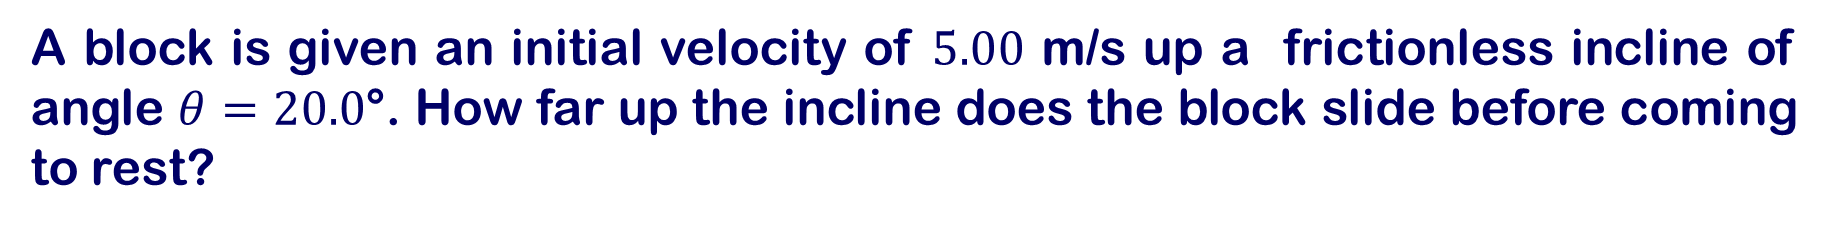 A block is given an initial velocity of 5.00 m/s up a frictionless incline of
angle θ = 20.0°. How far up the incline does the block slide before coming
to rest?